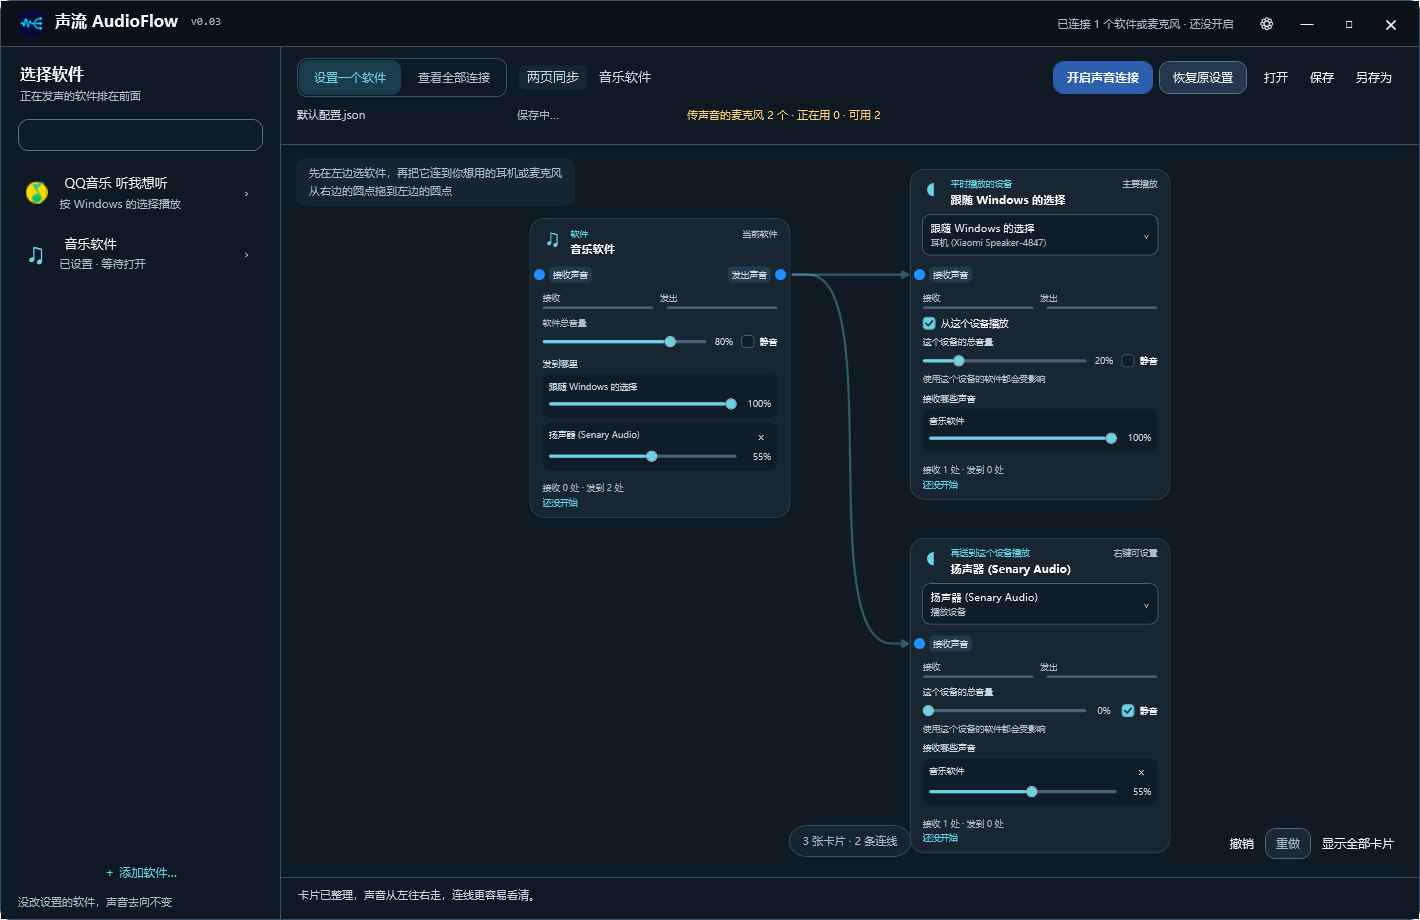 声流 AudioFlow v0.03
已连接 1 个软件或麦克风 · 还没开启
选择软件
正在发声的软件排在前面
QQ音乐 听我想听
按 Windows 的选择播放
音乐软件
已设置 · 等待打开
+ 添加软件...
没改设置的软件，声音去向不变
设置一个软件 查看全部连接 两页同步 音乐软件
开启声音连接 恢复原设置 打开 保存 另存为
默认配置.json 保存中... 传声音的麦克风 2 个 · 正在用 0 · 可用 2
先在左边选软件，再把它连到你想用的耳机或麦克风
从右边的圆点拖到左边的圆点
软件 当前软件
音乐软件
接收声音 发出声音
接收 发出
软件总音量
80% 静音
发到哪里
跟随 Windows 的选择
100%
扬声器 (Senary Audio) ×
55%
接收 0 处 · 发到 2 处
还没开始
平时播放的设备 主要播放
跟随 Windows 的选择
跟随 Windows 的选择
耳机 (Xiaomi Speaker-4847)
接收声音
接收 发出
从这个设备播放
这个设备的总音量
20% 静音
使用这个设备的软件都会受影响
接收哪些声音
音乐软件
100%
接收 1 处 · 发到 0 处
还没开始
再送到这个设备播放 右键可设置
扬声器 (Senary Audio)
扬声器 (Senary Audio)
播放设备
接收声音
接收 发出
这个设备的总音量
0% 静音
使用这个设备的软件都会受影响
接收哪些声音
音乐软件 ×
55%
接收 1 处 · 发到 0 处
还没开始
3 张卡片 · 2 条连线
撤销 重做 显示全部卡片
卡片已整理，声音从左往右走，连线更容易看清。